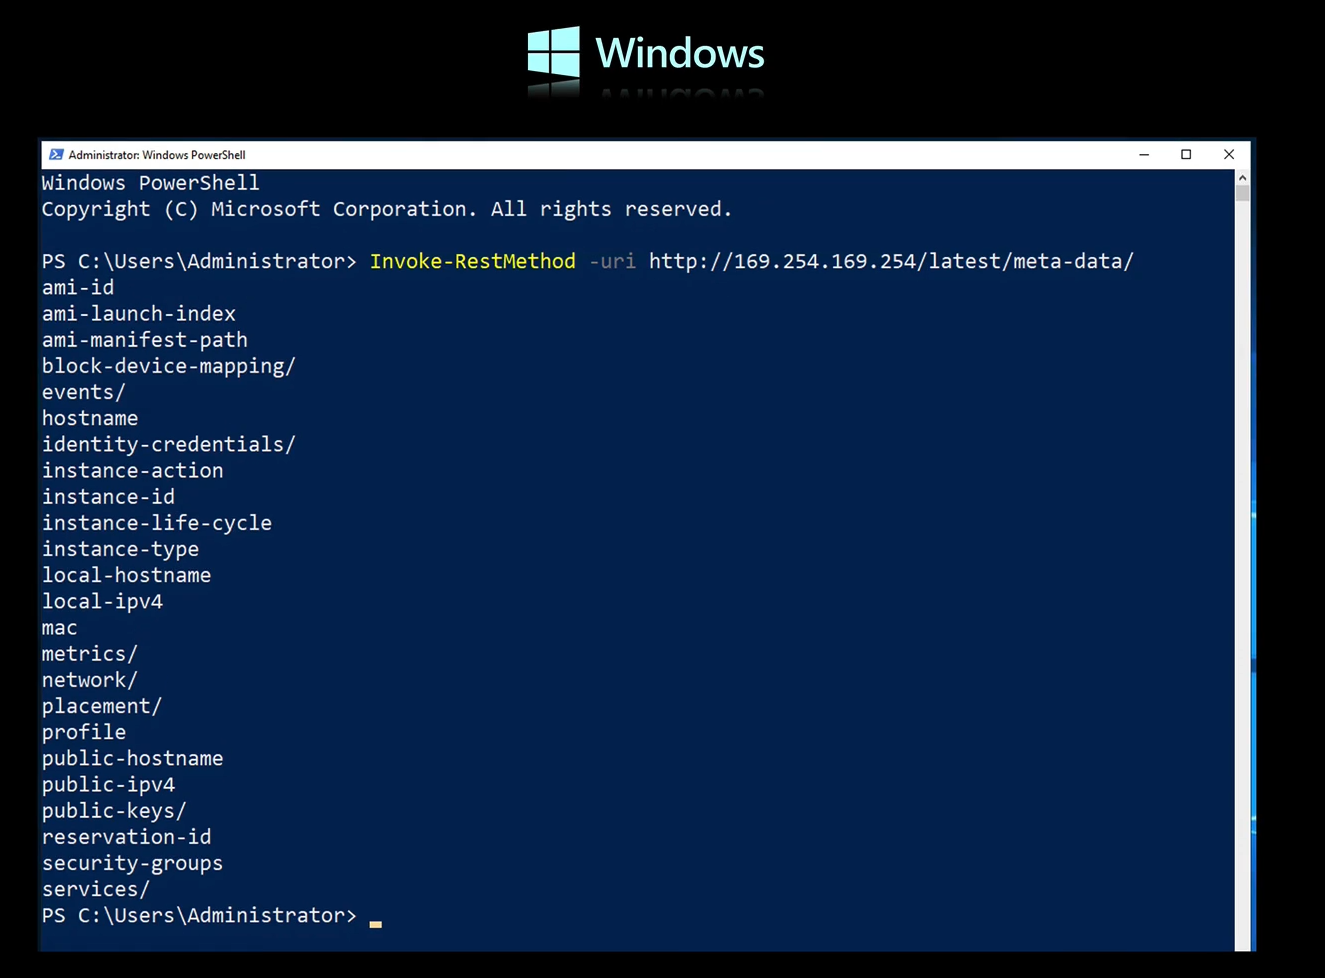 Windows
Administrator: Windows PowerShell
Windows PowerShell
Copyright (C) Microsoft Corporation. All rights reserved.
PS C:\Users\Administrator> Invoke-RestMethod -uri http://169.254.169.254/latest/meta-data/
ami-id
ami-launch-index
ami-manifest-path
block-device-mapping/
events/
hostname
identity-credentials/
instance-action
instance-id
instance-life-cycle
instance-type
local-hostname
local-ipv4
mac
metrics/
network/
placement/
profile
public-hostname
public-ipv4
public-keys/
reservation-id
security-groups
services/
PS C:\Users\Administrator>